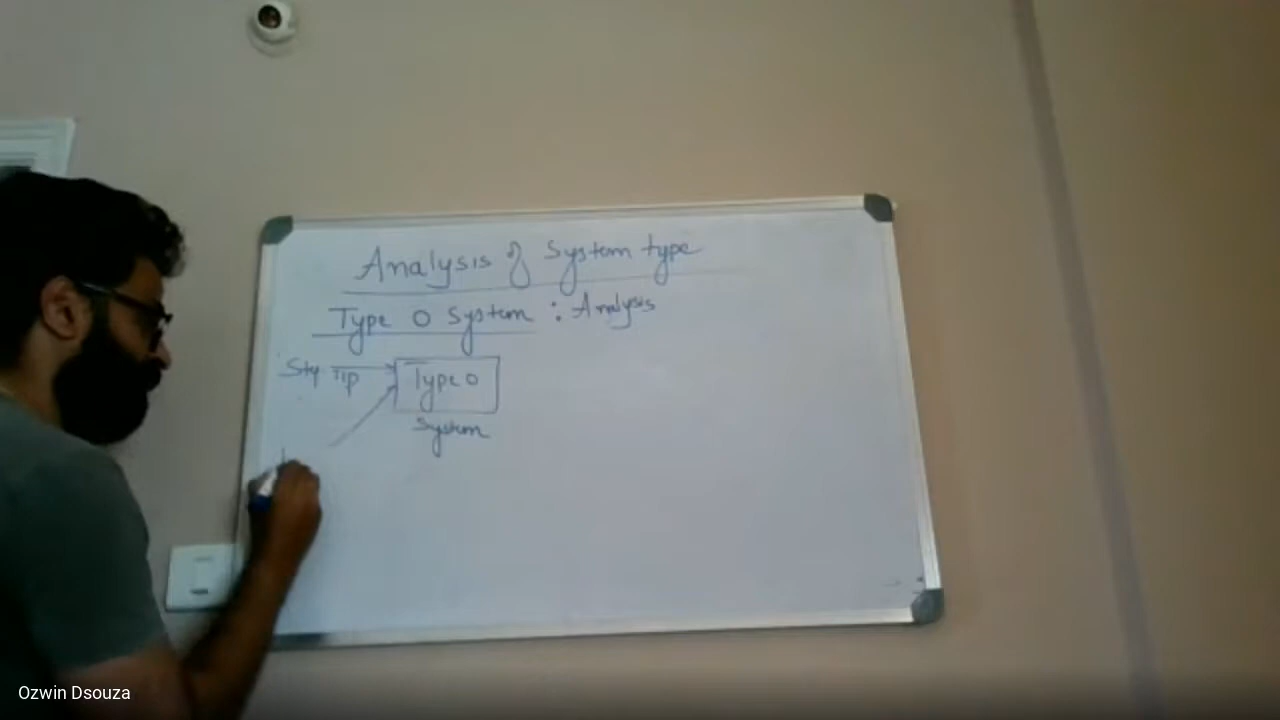 Analysis of System type
Type 0 System : Analysis
Stp I/p
Type 0
System
Ozwin Dsouza